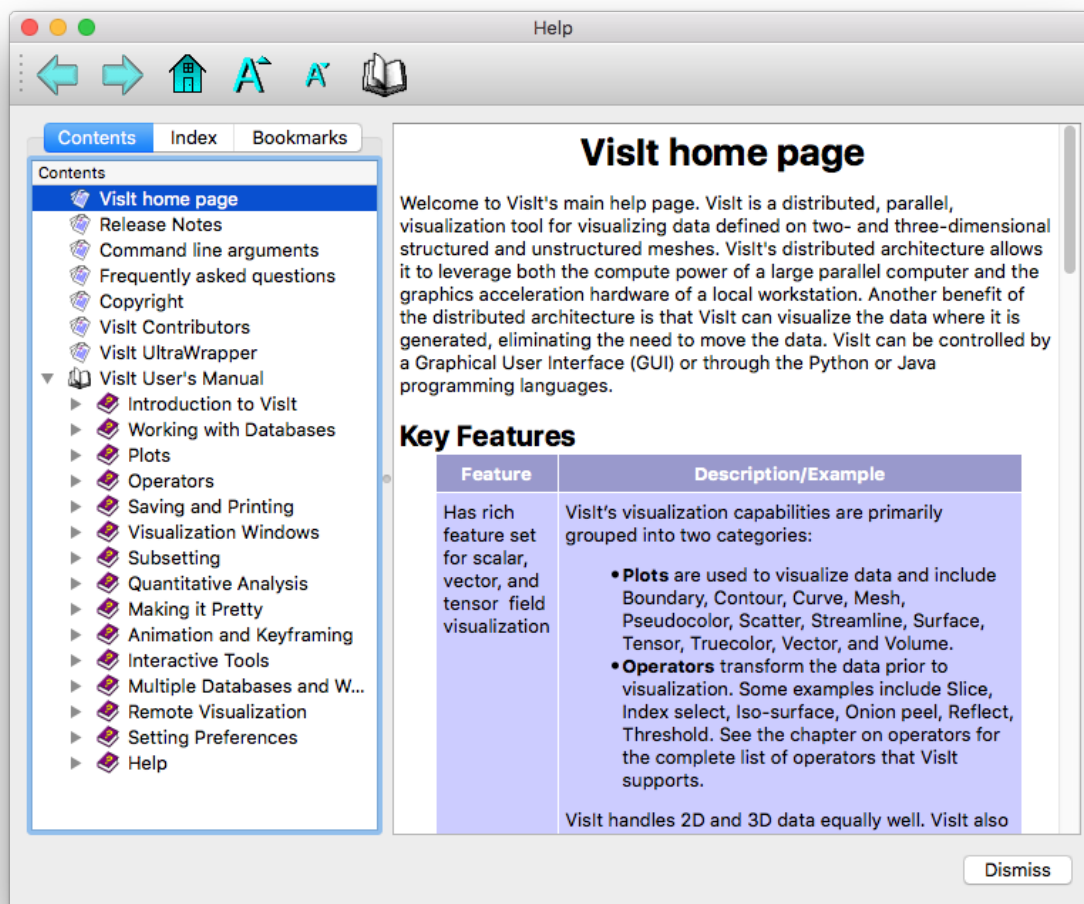 Help
Contents
Index
Bookmarks
Contents
VisIt home page
Release Notes
Command line arguments
Frequently asked questions
Copyright
VisIt Contributors
VisIt UltraWrapper
VisIt User's Manual
Introduction to VisIt
Working with Databases
Plots
Operators
Saving and Printing
Visualization Windows
Subsetting
Quantitative Analysis
Making it Pretty
Animation and Keyframing
Interactive Tools
Multiple Databases and W...
Remote Visualization
Setting Preferences
Help
VisIt home page
Welcome to VisIt's main help page. VisIt is a distributed, parallel,
visualization tool for visualizing data defined on two- and three-dimensional
structured and unstructured meshes. VisIt's distributed architecture allows
it to leverage both the compute power of a large parallel computer and the
graphics acceleration hardware of a local workstation. Another benefit of
the distributed architecture is that VisIt can visualize the data where it is
generated, eliminating the need to move the data. VisIt can be controlled by
a Graphical User Interface (GUI) or through the Python or Java
programming languages.
Key Features
Feature
Description/Example
Has rich
feature set
for scalar,
vector, and
tensor field
visualization
VisIt's visualization capabilities are primarily
grouped into two categories:
• Plots are used to visualize data and include
Boundary, Contour, Curve, Mesh,
Pseudocolor, Scatter, Streamline, Surface,
Tensor, Truecolor, Vector, and Volume.
• Operators transform the data prior to
visualization. Some examples include Slice,
Index select, Iso-surface, Onion peel, Reflect,
Threshold. See the chapter on operators for
the complete list of operators that VisIt
supports.
VisIt handles 2D and 3D data equally well. VisIt also
Dismiss